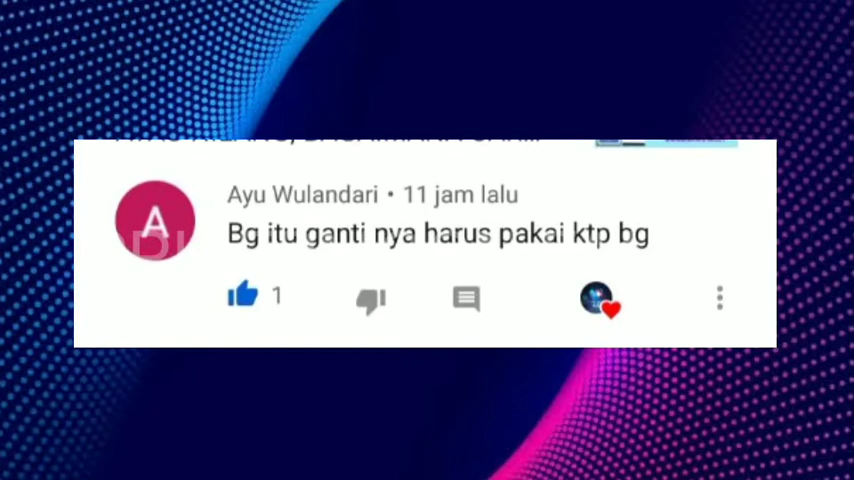 A
Ayu Wulandari • 11 jam lalu
Bg itu ganti nya harus pakai ktp bg
1